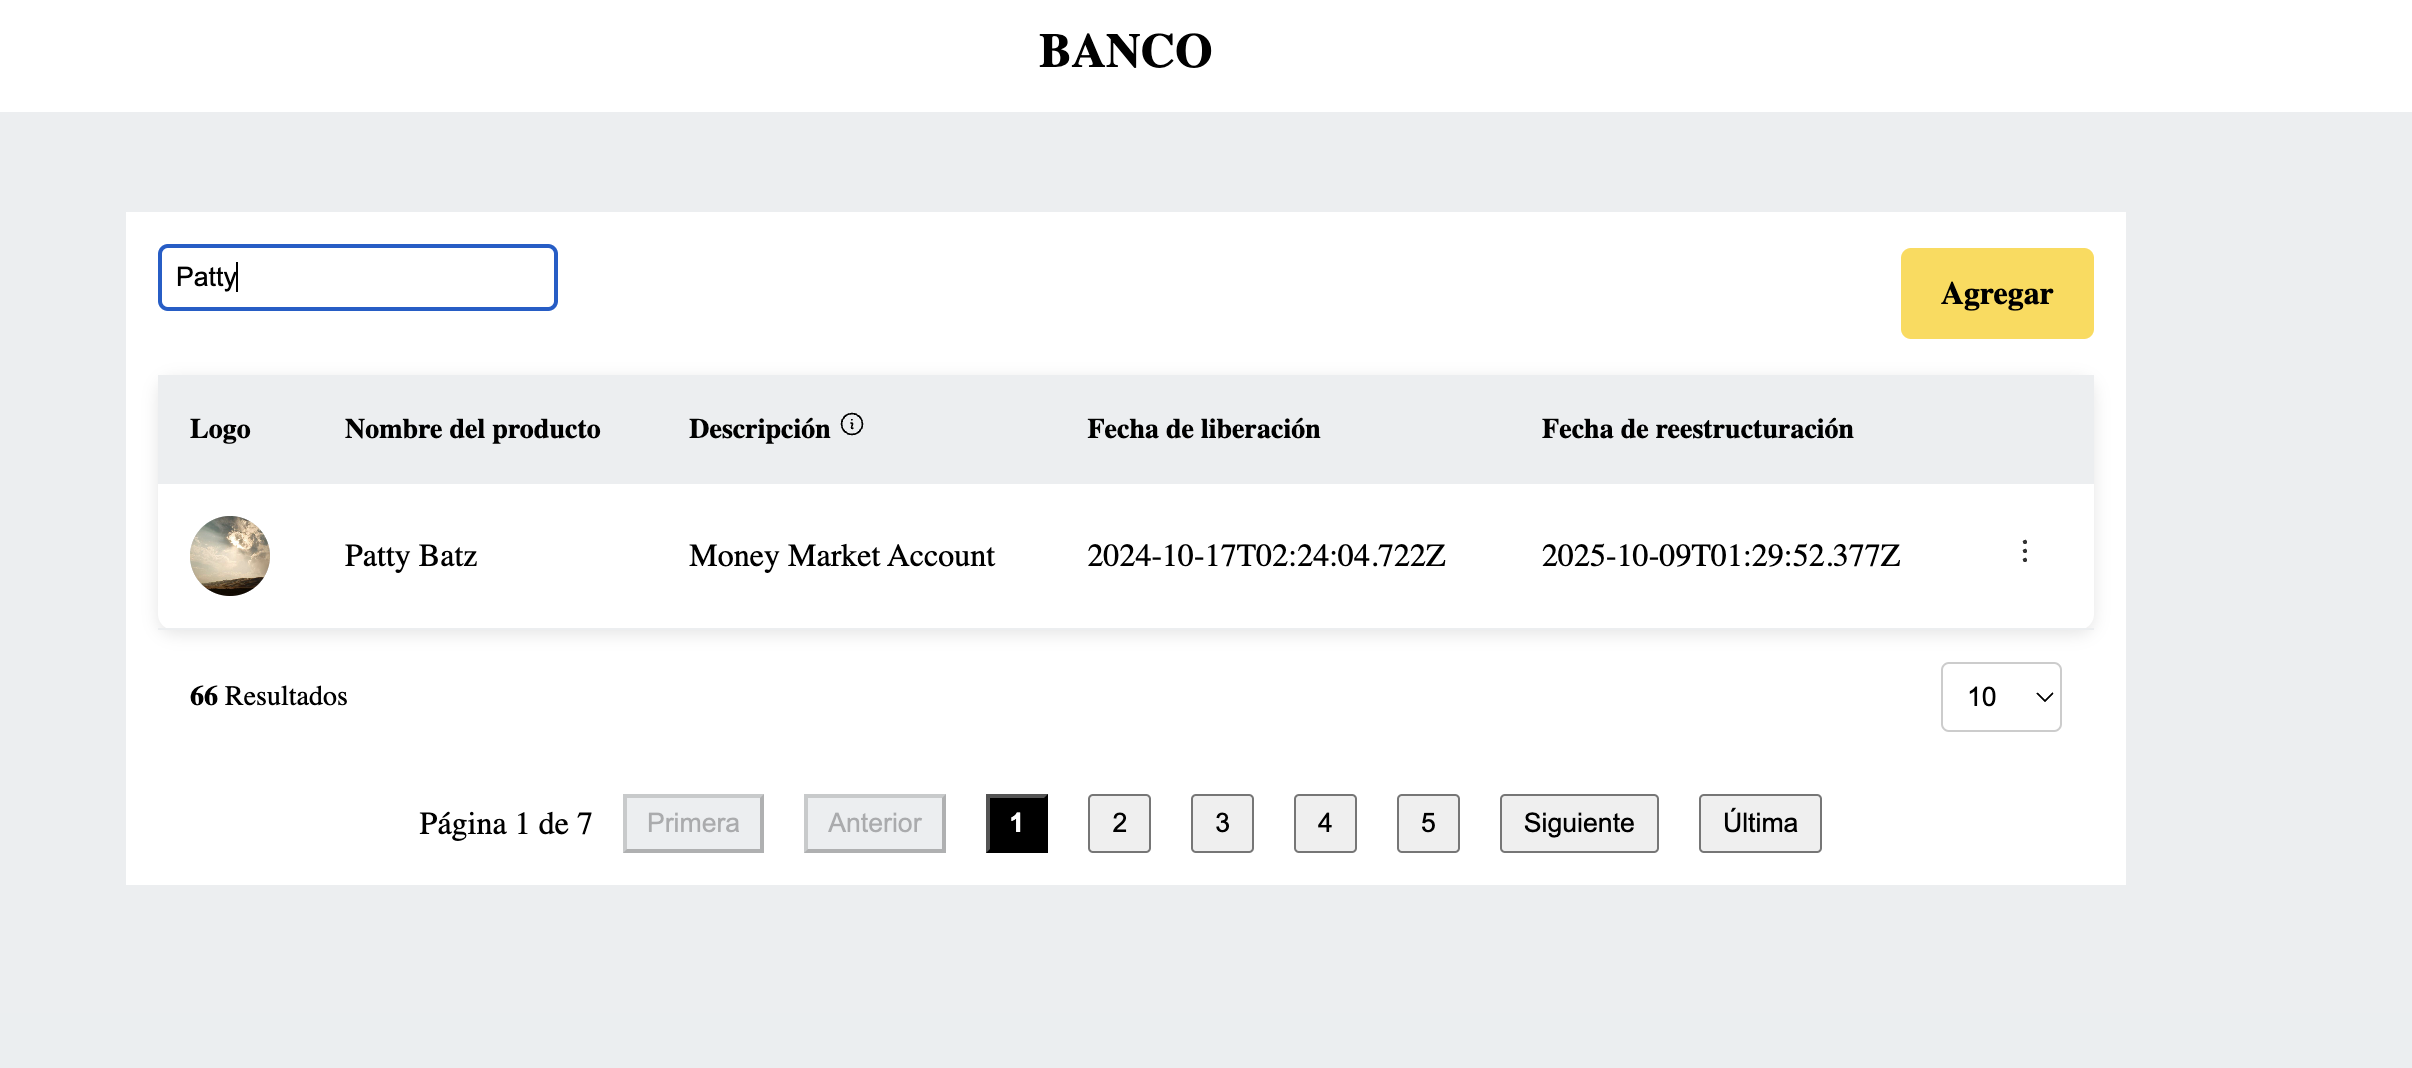 BANCO
Patty
Agregar
Logo Nombre del producto Descripción Fecha de liberación Fecha de reestructuración
Patty Batz Money Market Account 2024-10-17T02:24:04.722Z 2025-10-09T01:29:52.377Z
66 Resultados 10
Página 1 de 7 Primera Anterior 1 2 3 4 5 Siguiente Última